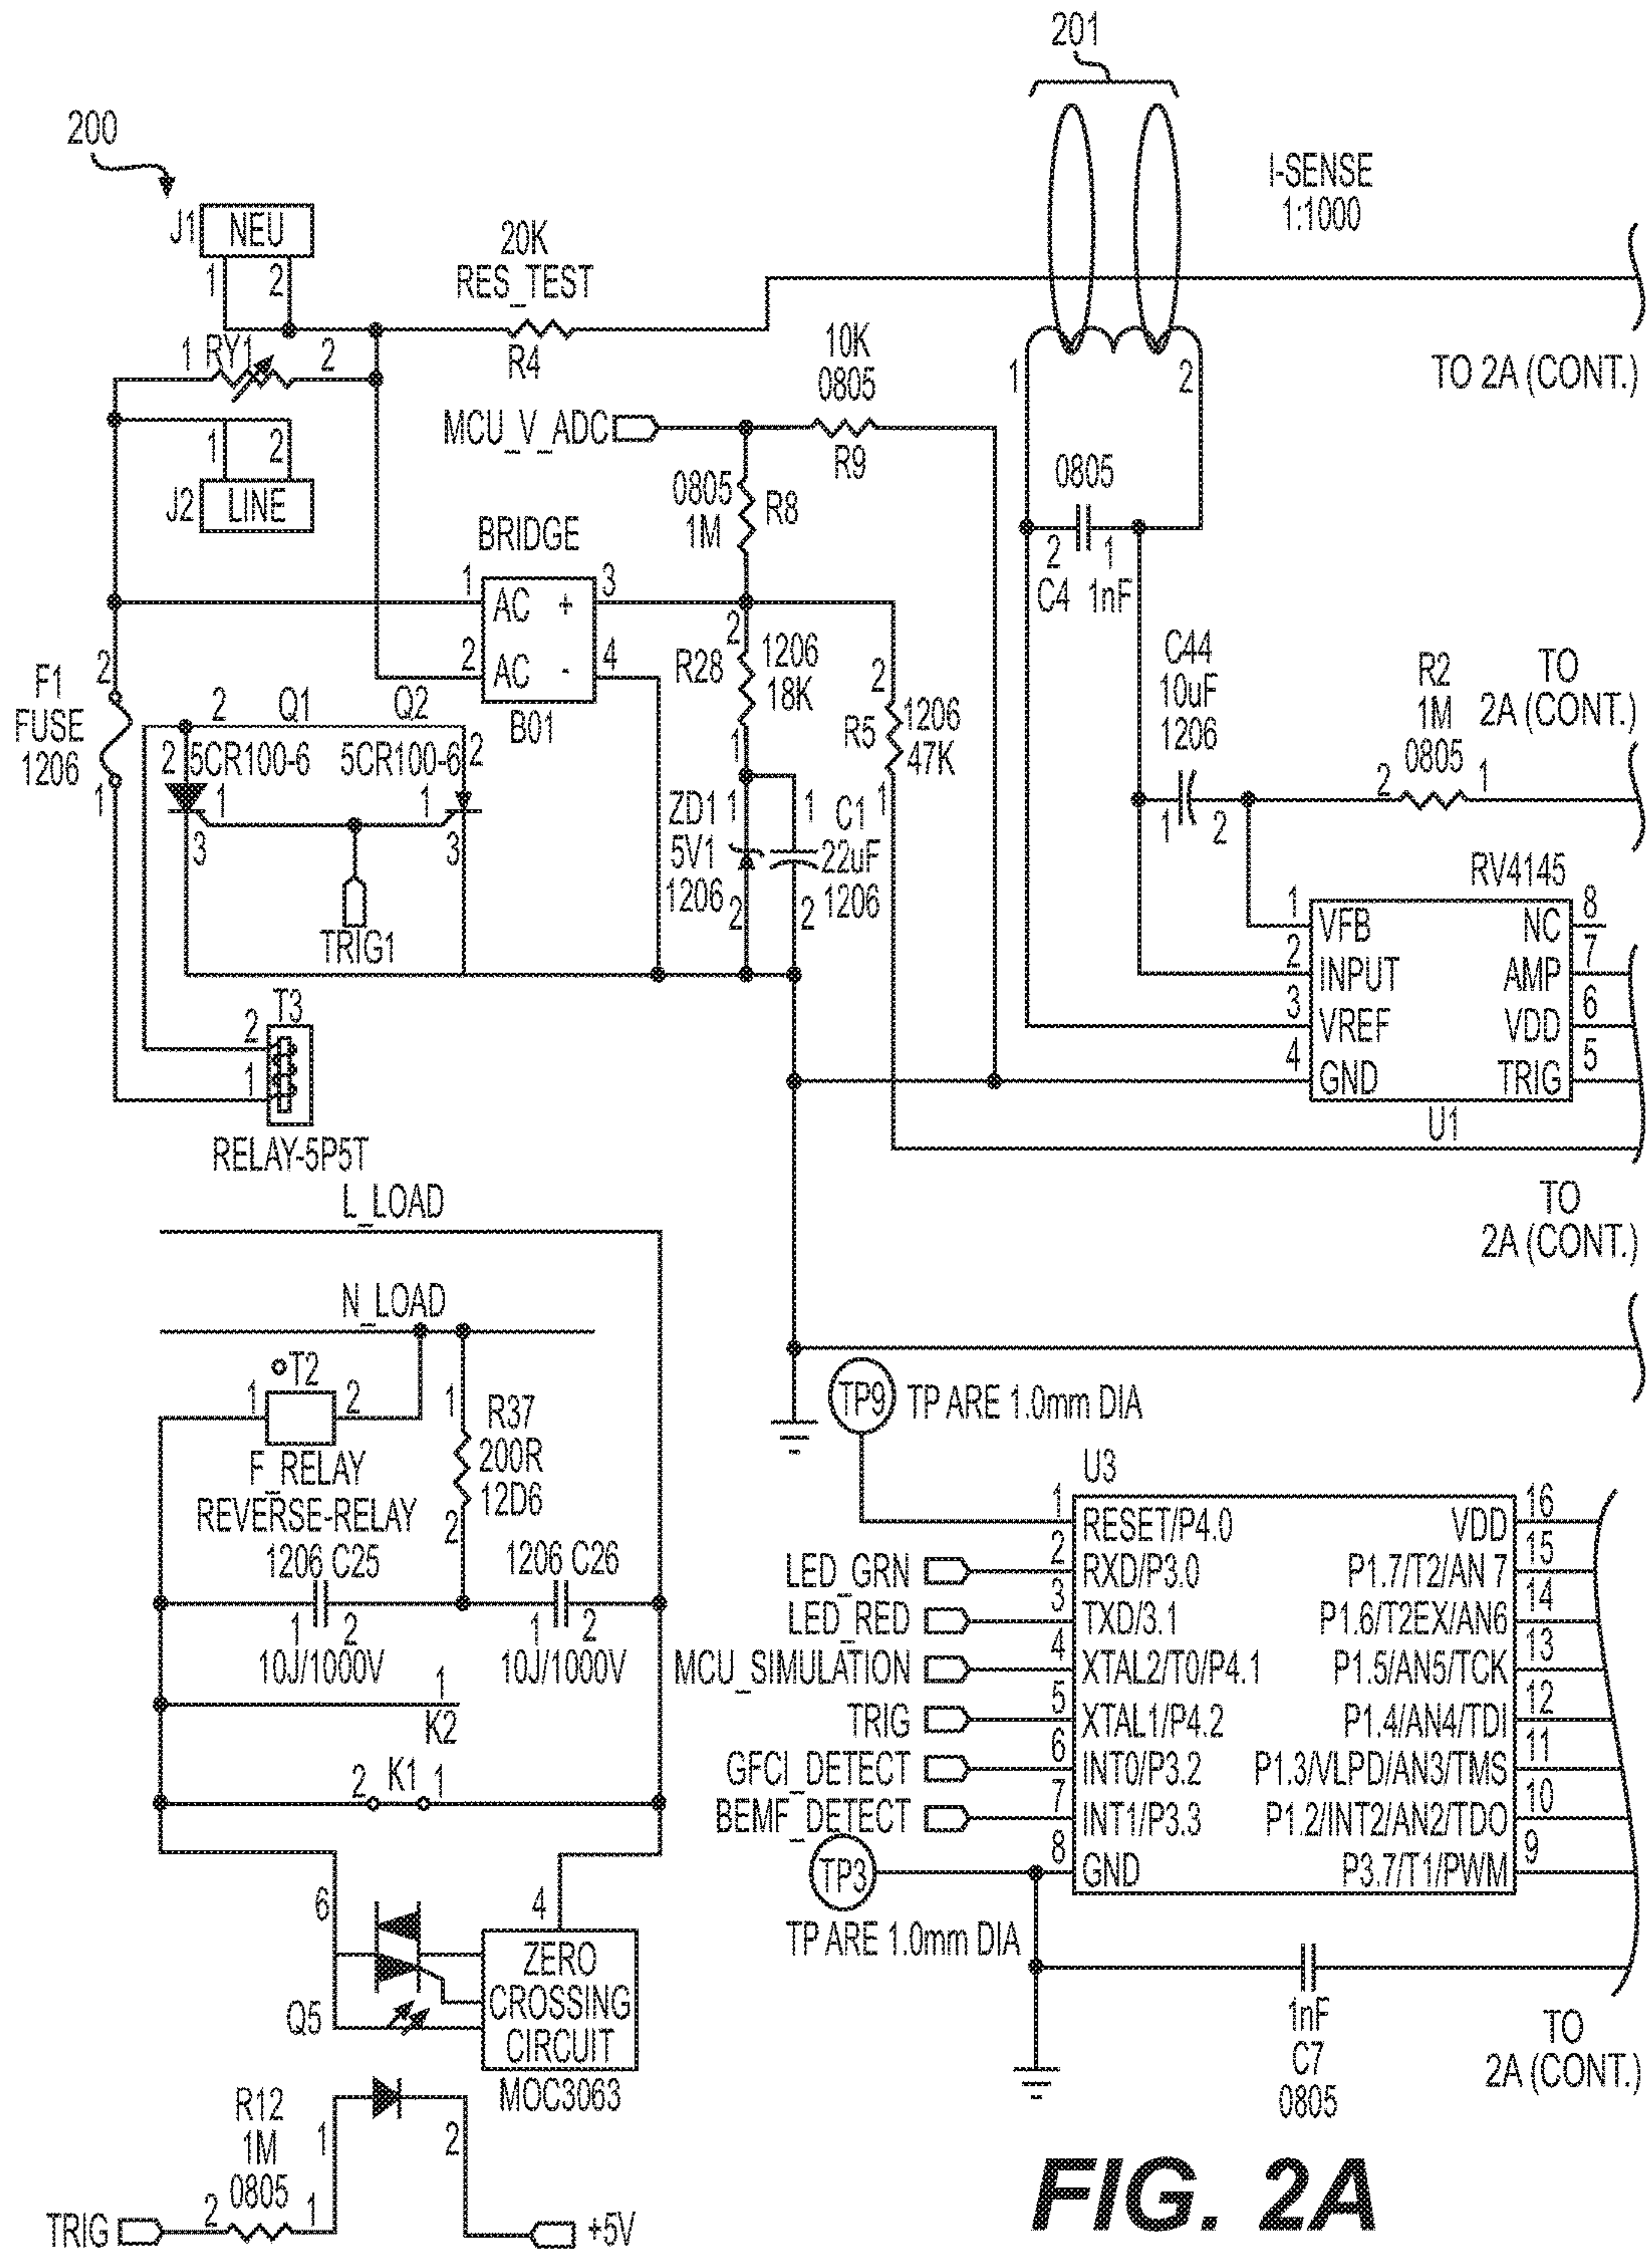 201
200
I-SENSE
1:1000
J1 NEU
1 2
20K
RES_TEST
R4
1 RY1 2
10K
0805
R9
TO 2A (CONT.)
MCU_V_ADC
1 2
J2 LINE
1 2
0805
1M
R8
0805
2 1
C4 1nF
BRIDGE
1 AC + 3
2 AC - 4
B01
2
R28
1206
18K
1
2
R5
1206
47K
1
C44
10uF
1206
1 2
R2
1M
0805
2 1
TO
2A (CONT.)
2
F1
FUSE
1206
1
2 Q1 Q2
2 5CR100-6 5CR100-6 2
1 1
3 3
TRIG1
ZD1
5V1
1206
1
2
1
C1
22uF
1206
2
RV4145
1 VFB NC 8
2 INPUT AMP 7
3 VREF VDD 6
4 GND TRIG 5
U1
T3
2
1
RELAY-5P5T
TO
2A (CONT.)
L_LOAD
N_LOAD
T2
1 2
F_RELAY
REVERSE-RELAY
1
R37
200R
12D6
2
1206 C25
1 2
10J/1000V
1206 C26
1 2
10J/1000V
1
K2
2 K1 1
TP9 TP ARE 1.0mm DIA
U3
1 RESET/P4.0 VDD 16
LED_GRN 2 RXD/P3.0 P1.7/T2/AN 7 15
LED_RED 3 TXD/3.1 P1.6/T2EX/AN6 14
MCU_SIMULATION 4 XTAL2/T0/P4.1 P1.5/AN5/TCK 13
TRIG 5 XTAL1/P4.2 P1.4/AN4/TDI 12
GFCI_DETECT 6 INT0/P3.2 P1.3/VLPD/AN3/TMS 11
BEMF_DETECT 7 INT1/P3.3 P1.2/INT2/AN2/TDO 10
TP3 8 GND P3.7/T1/PWM 9
TP ARE 1.0mm DIA
6
4
Q5
ZERO
CROSSING
CIRCUIT
MOC3063
1nF
C7
0805
TO
2A (CONT.)
R12
1M
0805
2 1
1
2
TRIG
+5V
FIG. 2A